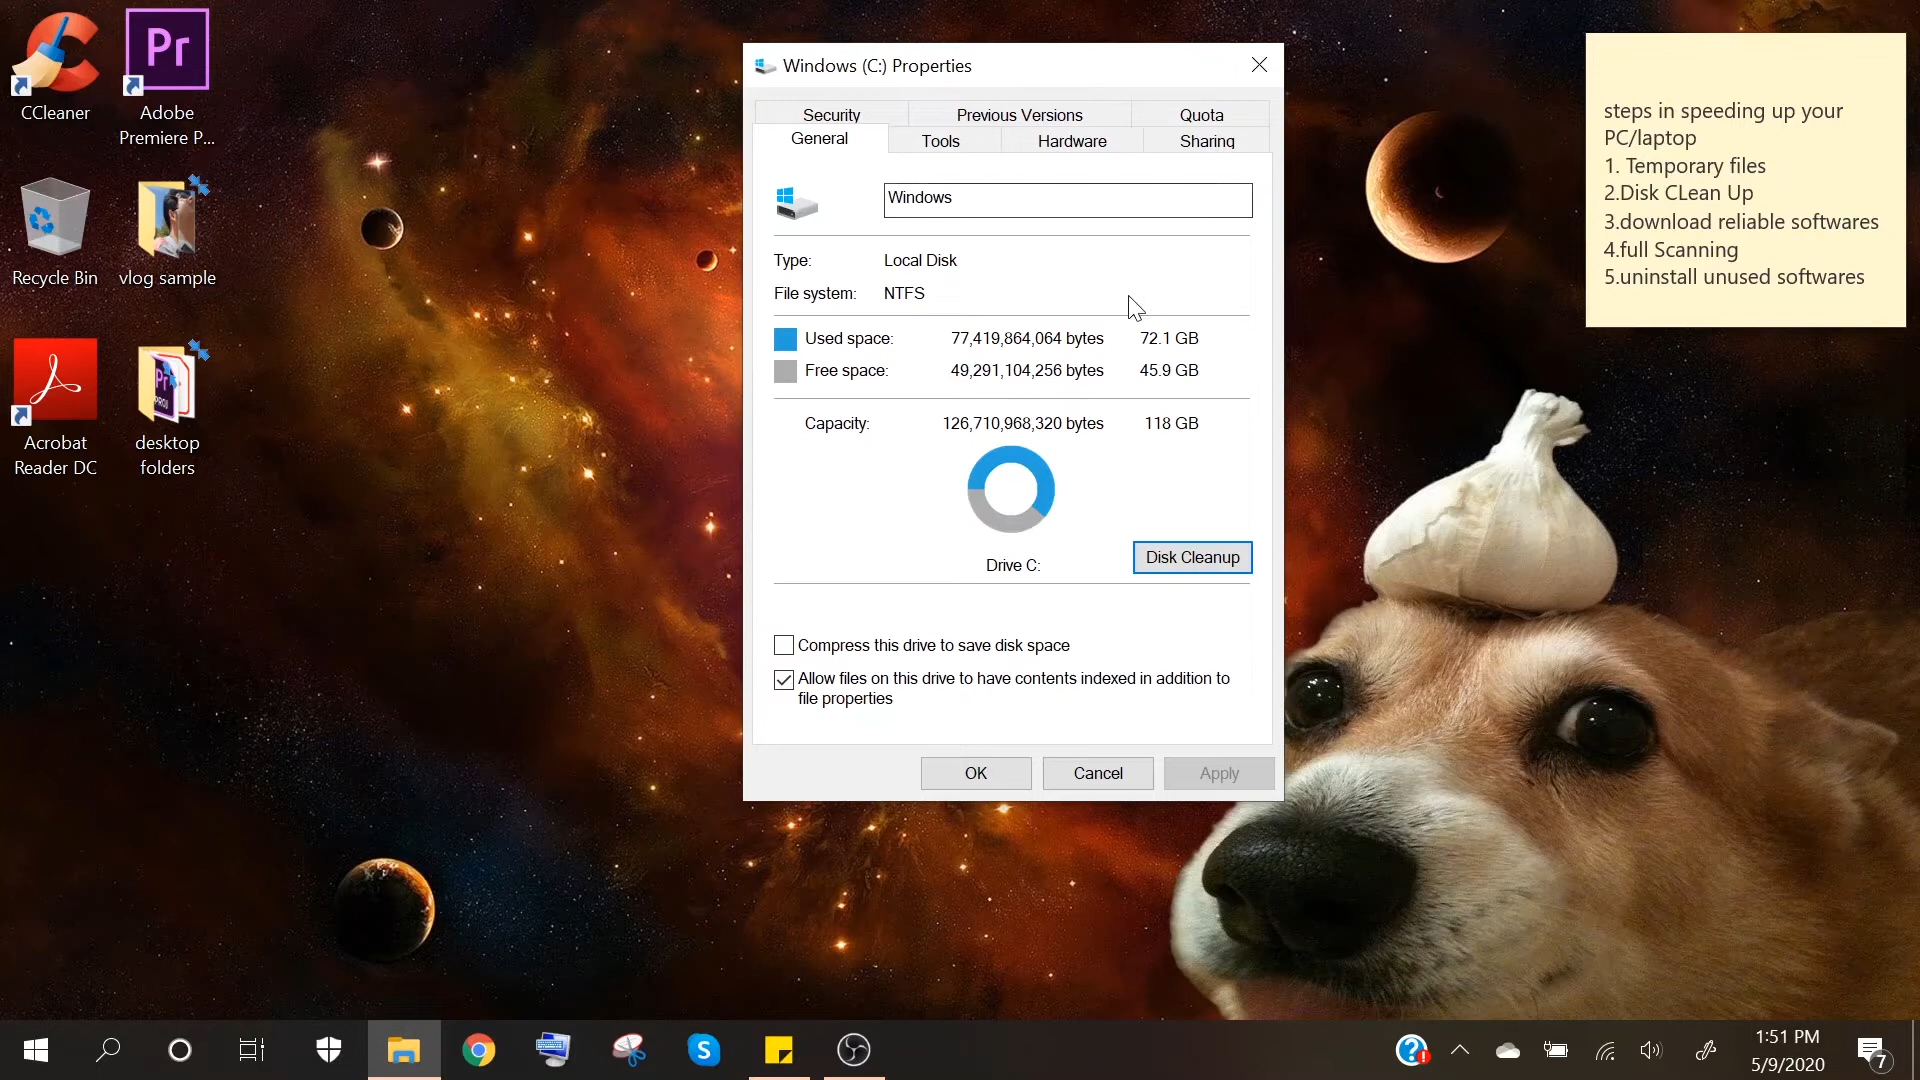 CCleaner
Pr
Adobe
Premiere P...
Recycle Bin
vlog sample
Acrobat
Reader DC
Pr
PROJ
desktop
folders
Windows (C:) Properties
Security
Previous Versions
Quota
General
Tools
Hardware
Sharing
Windows
Type:
Local Disk
File system:
NTFS
Used space:
77,419,864,064 bytes
72.1 GB
Free space:
49,291,104,256 bytes
45.9 GB
Capacity:
126,710,968,320 bytes
118 GB
Drive C:
Disk Cleanup
Compress this drive to save disk space
Allow files on this drive to have contents indexed in addition to
file properties
OK
Cancel
Apply
steps in speeding up your
PC/laptop
1. Temporary files
2.Disk CLean Up
3.download reliable softwares
4.full Scanning
5.uninstall unused softwares
S
?
!
1:51 PM
5/9/2020
7